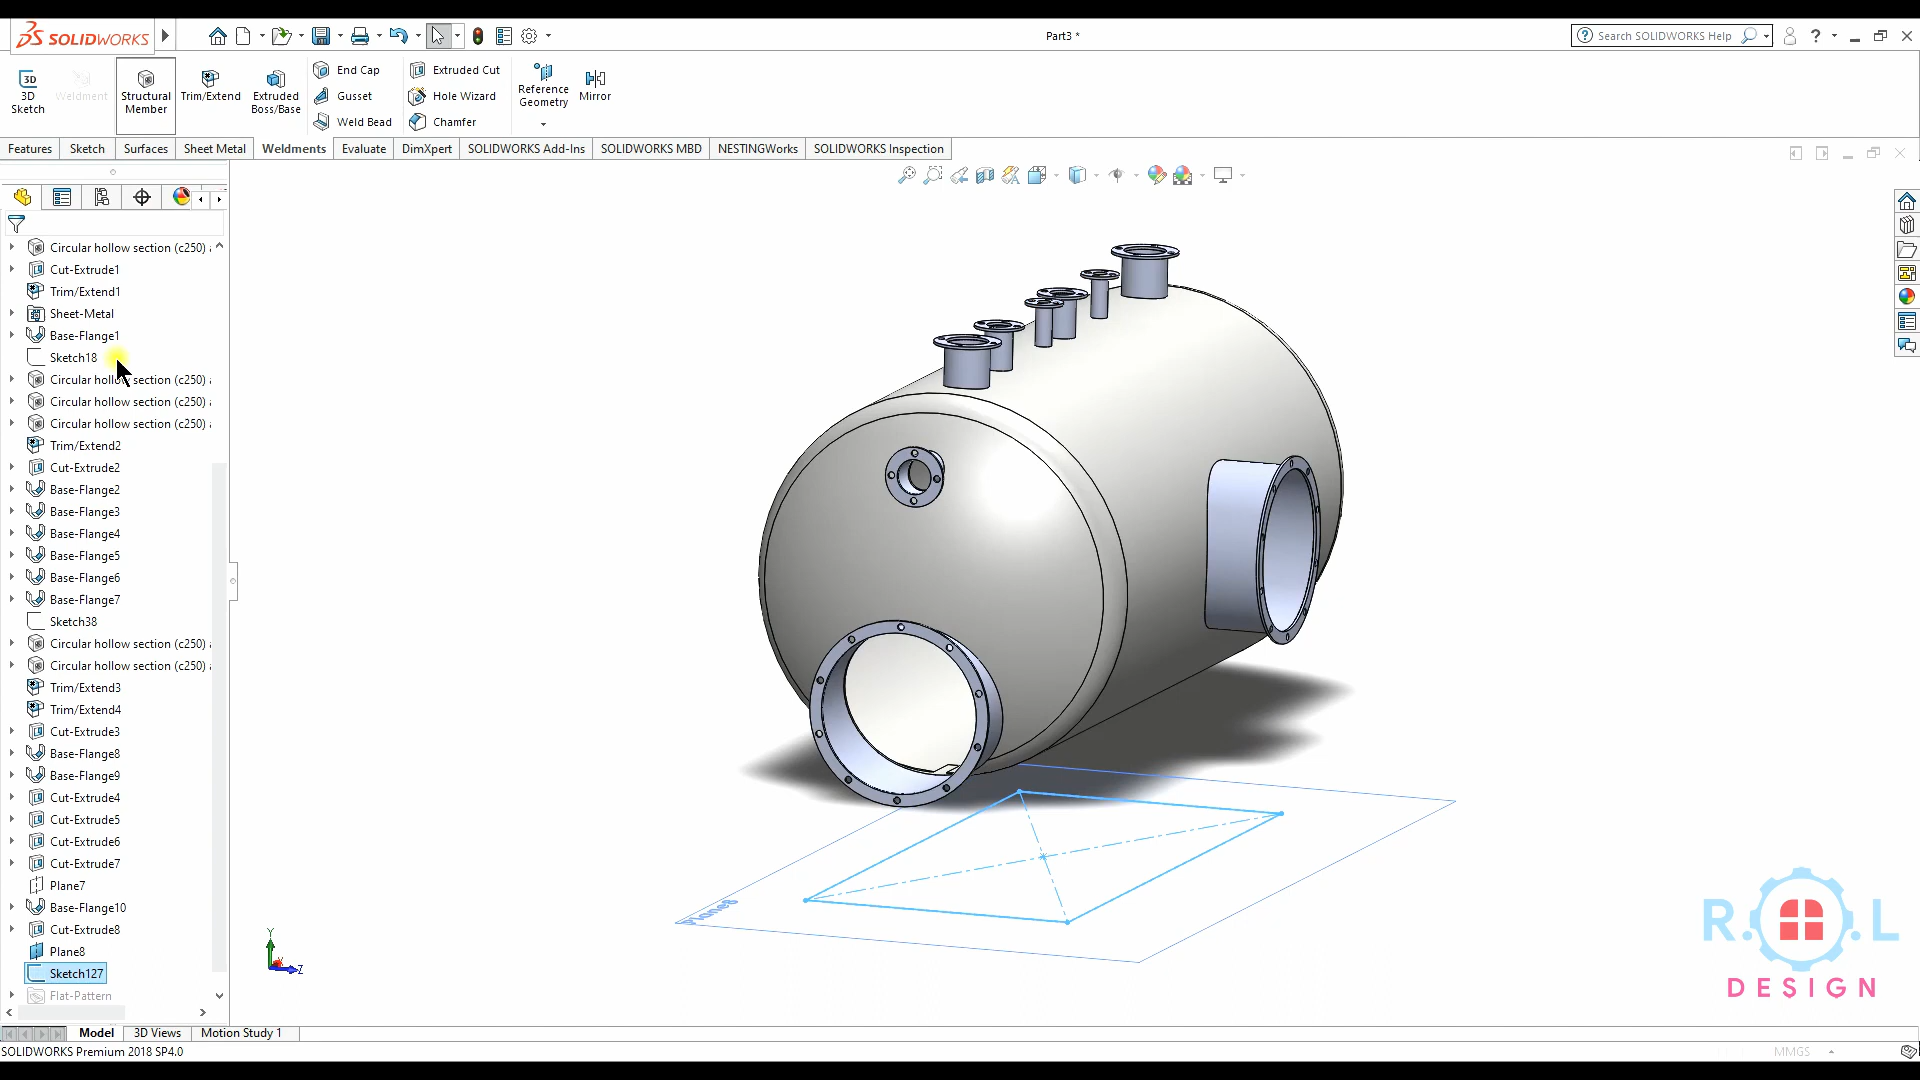 SOLIDWORKS
Part3 *
Search SOLIDWORKS Help
3D
Sketch
Weldment
Structural
Member
Trim/Extend
Extruded
Boss/Base
End Cap
Gusset
Weld Bead
Extruded Cut
Hole Wizard
Chamfer
Reference
Geometry
Mirror
Features
Sketch
Surfaces
Sheet Metal
Weldments
Evaluate
DimXpert
SOLIDWORKS Add-Ins
SOLIDWORKS MBD
NESTINGWorks
SOLIDWORKS Inspection
Circular hollow section (c250)
Cut-Extrude1
Trim/Extend1
Sheet-Metal
Base-Flange1
Sketch18
Circular hollow section (c250)
Circular hollow section (c250)
Circular hollow section (c250)
Trim/Extend2
Cut-Extrude2
Base-Flange2
Base-Flange3
Base-Flange4
Base-Flange5
Base-Flange6
Base-Flange7
Sketch38
Circular hollow section (c250)
Circular hollow section (c250)
Trim/Extend3
Trim/Extend4
Cut-Extrude3
Base-Flange8
Base-Flange9
Cut-Extrude4
Cut-Extrude5
Cut-Extrude6
Cut-Extrude7
Plane7
Base-Flange10
Cut-Extrude8
Plane8
Sketch127
Flat-Pattern
Plane8
Y
Z
R.L
DESIGN
Model
3D Views
Motion Study 1
SOLIDWORKS Premium 2018 SP4.0
MMGS